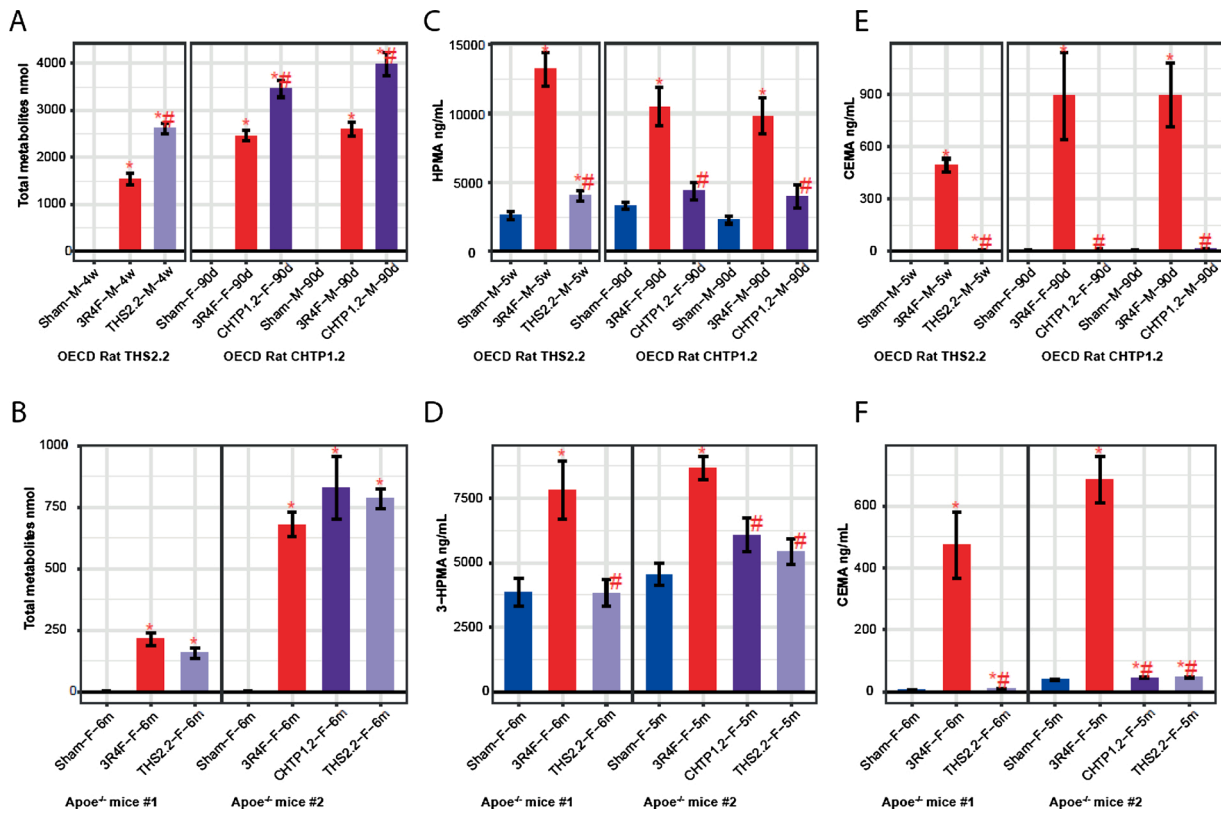 A
Total metabolites nmol
4000
3000
2000
1000
0
* *# * *# * *#
Sham–M–4w
3R4F–M–4w
THS2.2–M–4w
Sham–F–90d
3R4F–F–90d
CHTP1.2–F–90d
Sham–M–90d
3R4F–M–90d
CHTP1.2–M–90d
OECD Rat THS2.2
OECD Rat CHTP1.2
C
HPMA ng/mL
15000
10000
5000
0
* *# * # * #
Sham–M–5w
3R4F–M–5w
THS2.2–M–5w
Sham–F–90d
3R4F–F–90d
CHTP1.2–F–90d
Sham–M–90d
3R4F–M–90d
CHTP1.2–M–90d
OECD Rat THS2.2
OECD Rat CHTP1.2
E
CEMA ng/mL
900
600
300
0
* *# * # * #
Sham–M–5w
3R4F–M–5w
THS2.2–M–5w
Sham–F–90d
3R4F–F–90d
CHTP1.2–F–90d
Sham–M–90d
3R4F–M–90d
CHTP1.2–M–90d
OECD Rat THS2.2
OECD Rat CHTP1.2
B
Total metabolites nmol
1000
750
500
250
0
* * * * *
Sham–F–6m
3R4F–F–6m
THS2.2–F–6m
Sham–F–6m
3R4F–F–6m
CHTP1.2–F–6m
THS2.2–F–6m
Apoe⁻/⁻ mice #1
Apoe⁻/⁻ mice #2
D
3–HPMA ng/mL
7500
5000
2500
0
* # * # #
Sham–F–6m
3R4F–F–6m
THS2.2–F–6m
Sham–F–5m
3R4F–F–5m
CHTP1.2–F–5m
THS2.2–F–5m
Apoe⁻/⁻ mice #1
Apoe⁻/⁻ mice #2
F
CEMA ng/mL
600
400
200
0
* *# * *# *#
Sham–F–6m
3R4F–F–6m
THS2.2–F–6m
Sham–F–5m
3R4F–F–5m
CHTP1.2–F–5m
THS2.2–F–5m
Apoe⁻/⁻ mice #1
Apoe⁻/⁻ mice #2